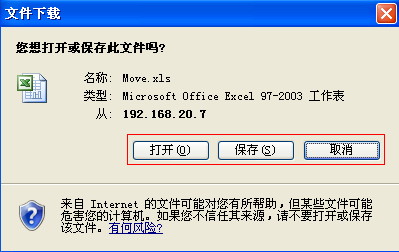 文件下载
您想打开或保存此文件吗?
名称: Move.xls
类型: Microsoft Office Excel 97-2003 工作表
从: 192.168.20.7
打开(O) 保存(S) 取消
来自 Internet 的文件可能对您有所帮助,但某些文件可能
危害您的计算机。如果您不信任其来源,请不要打开或保存
该文件。有何风险?